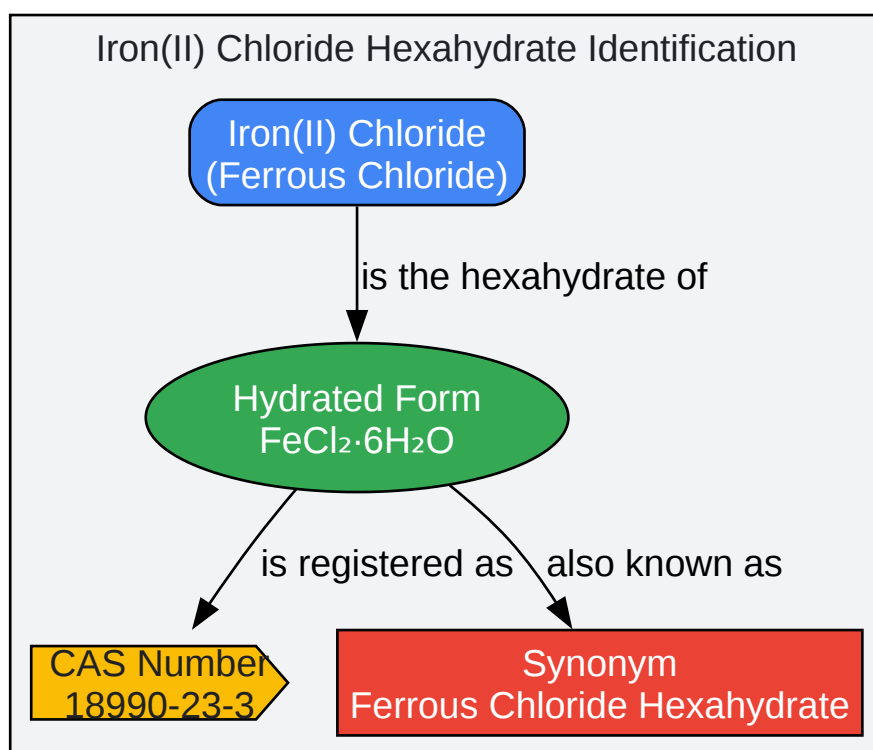 Iron(II) Chloride Hexahydrate Identification
Iron(II) Chloride
(Ferrous Chloride)
is the hexahydrate of
Hydrated Form
FeCl₂·6H₂O
is registered as
also known as
CAS Number
18990-23-3
Synonym
Ferrous Chloride Hexahydrate